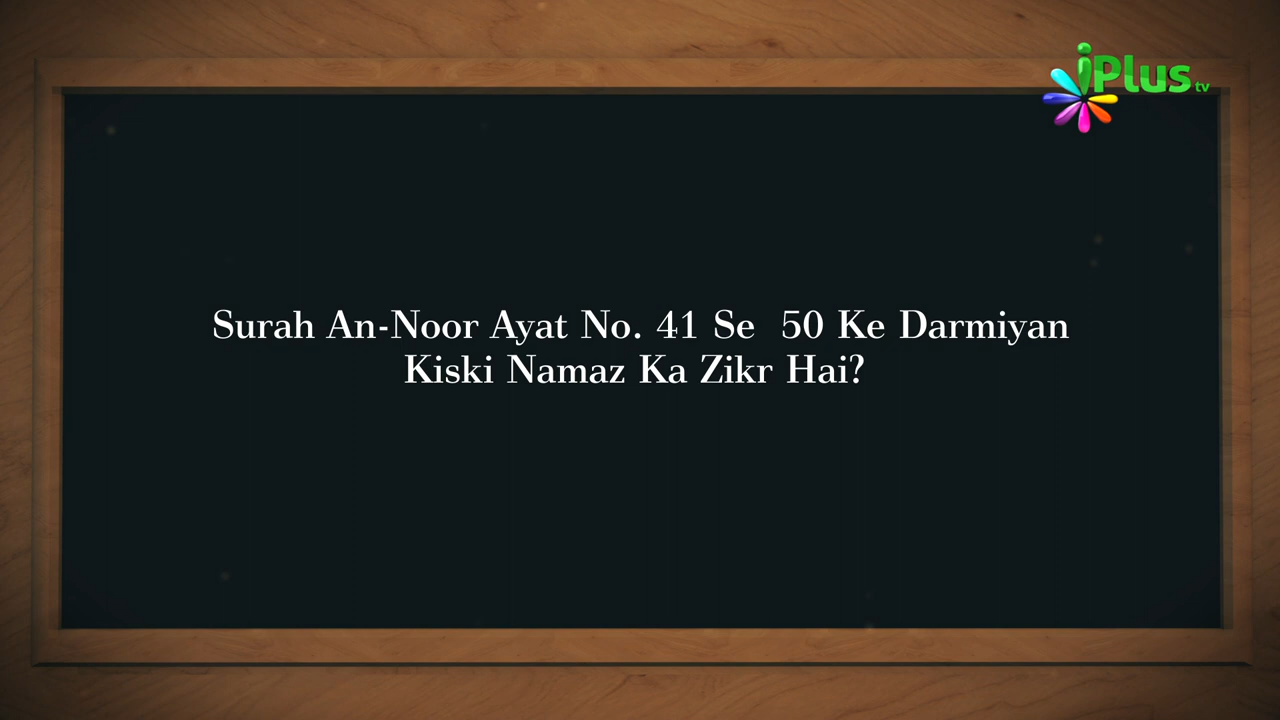 iPlus tv
Surah An-Noor Ayat No. 41 Se 50 Ke Darmiyan
Kiski Namaz Ka Zikr Hai?